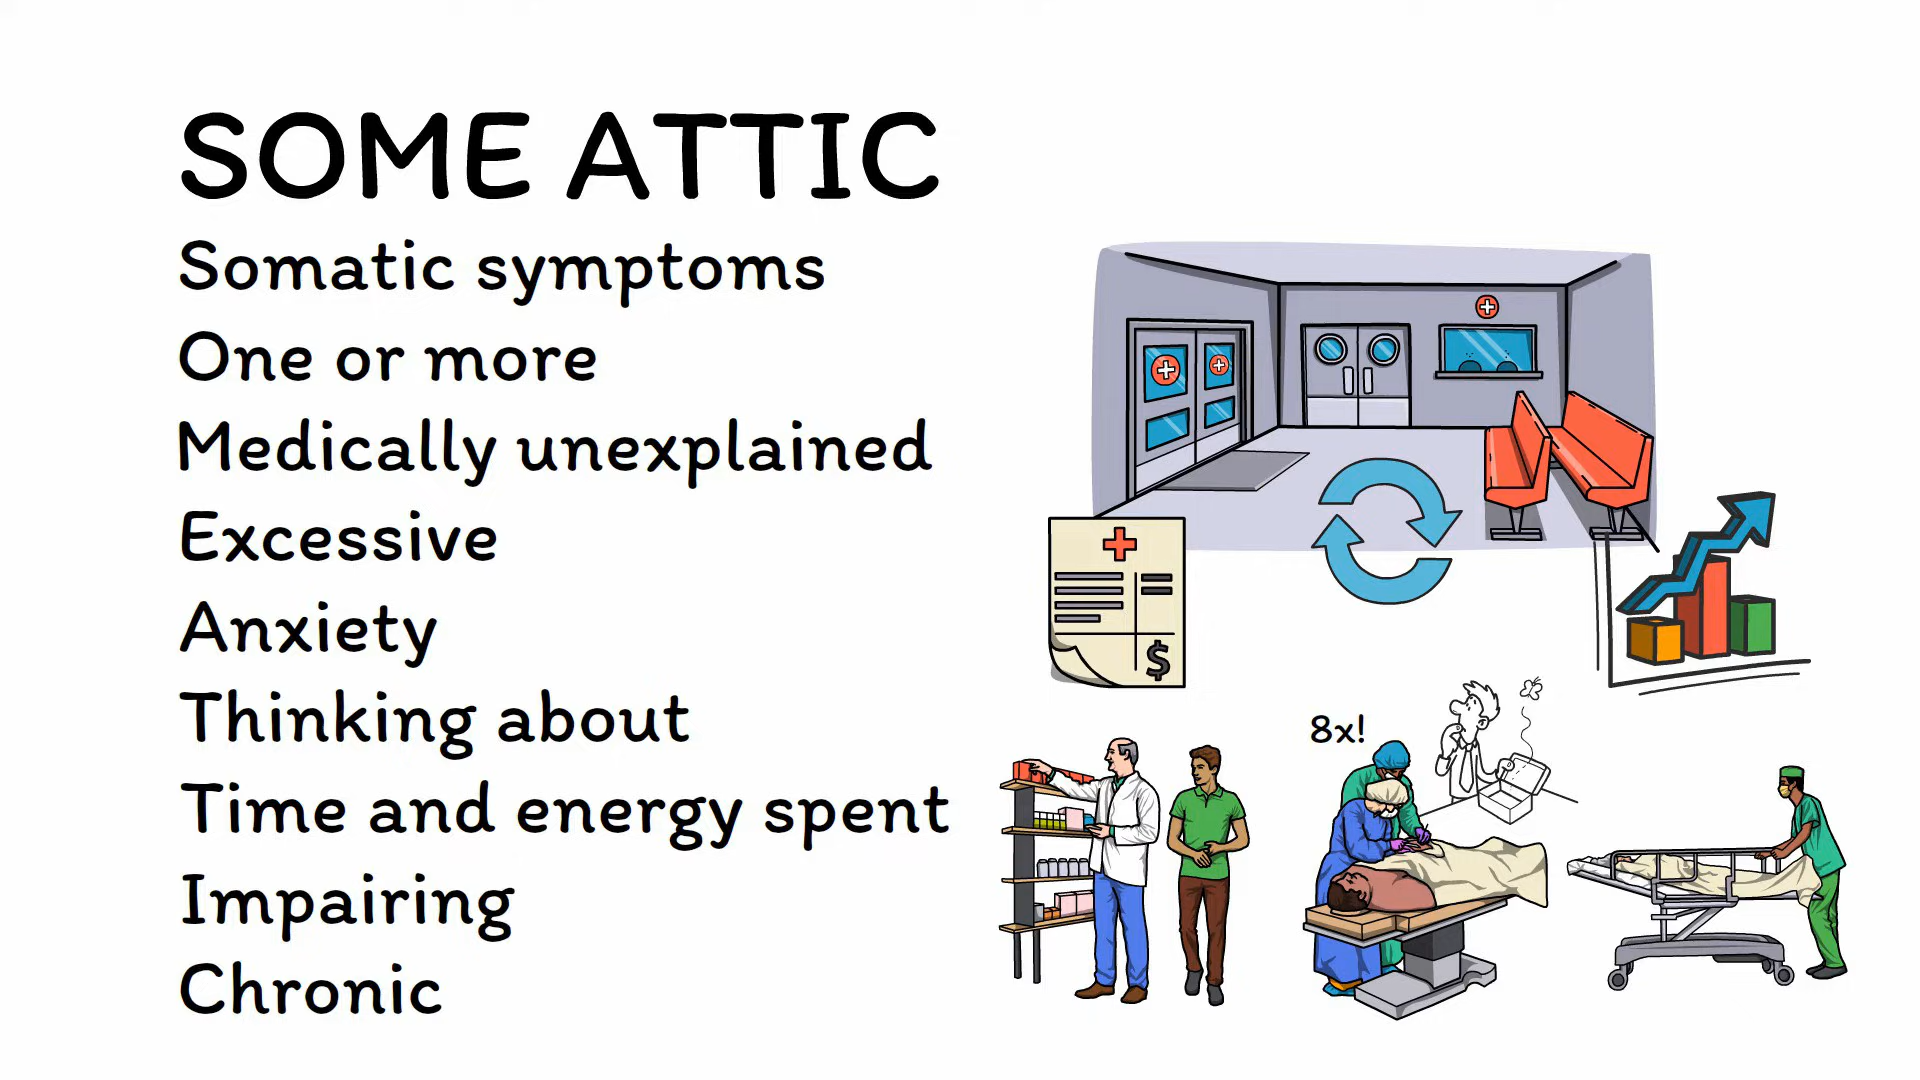 SOME ATTIC
Somatic symptoms
One or more
Medically unexplained
Excessive
Anxiety
Thinking about
Time and energy spent
Impairing
Chronic
$
8x!